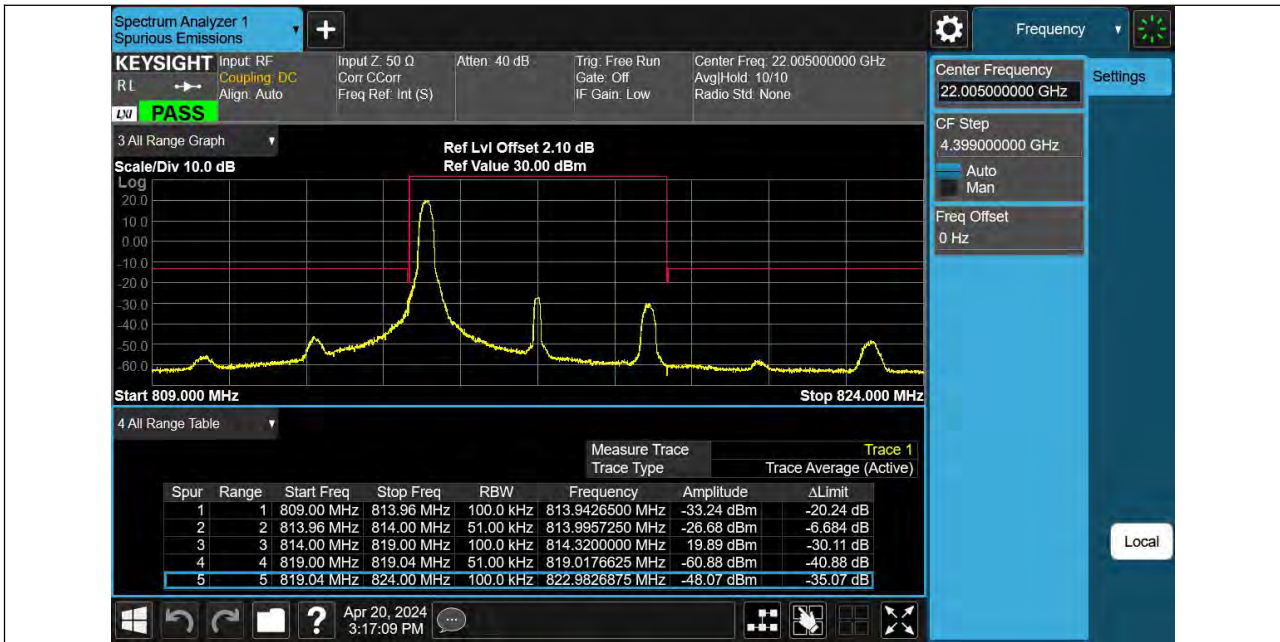 Spectrum Analyzer 1
Spurious Emissions
Frequency
KEYSIGHT
R L
LXI PASS
Input: RF
Coupling: DC
Align: Auto
Input Z: 50 Ω
Corr CCorr
Freq Ref: Int (S)
Atten: 40 dB
Trig: Free Run
Gate: Off
IF Gain: Low
Center Freq: 22.005000000 GHz
Avg|Hold: 10/10
Radio Std: None
Center Frequency
22.005000000 GHz
Settings
CF Step
4.399000000 GHz
Auto
Man
Freq Offset
0 Hz
3 All Range Graph
Ref Lvl Offset 2.10 dB
Scale/Div 10.0 dB
Ref Value 30.00 dBm
Log
20.0
10.0
0.00
-10.0
-20.0
-30.0
-40.0
-50.0
-60.0
Start 809.000 MHz
Stop 824.000 MHz
4 All Range Table
Measure Trace Trace 1
Trace Type Trace Average (Active)
Spur Range Start Freq Stop Freq RBW Frequency Amplitude ΔLimit
1 1 809.00 MHz 813.96 MHz 100.0 kHz 813.9426500 MHz -33.24 dBm -20.24 dB
2 2 813.96 MHz 814.00 MHz 51.00 kHz 813.9957250 MHz -26.68 dBm -6.684 dB
3 3 814.00 MHz 819.00 MHz 100.0 kHz 814.3200000 MHz 19.89 dBm -30.11 dB
4 4 819.00 MHz 819.04 MHz 51.00 kHz 819.0176625 MHz -60.88 dBm -40.88 dB
5 5 819.04 MHz 824.00 MHz 100.0 kHz 822.9826875 MHz -48.07 dBm -35.07 dB
Local
Apr 20, 2024
3:17:09 PM